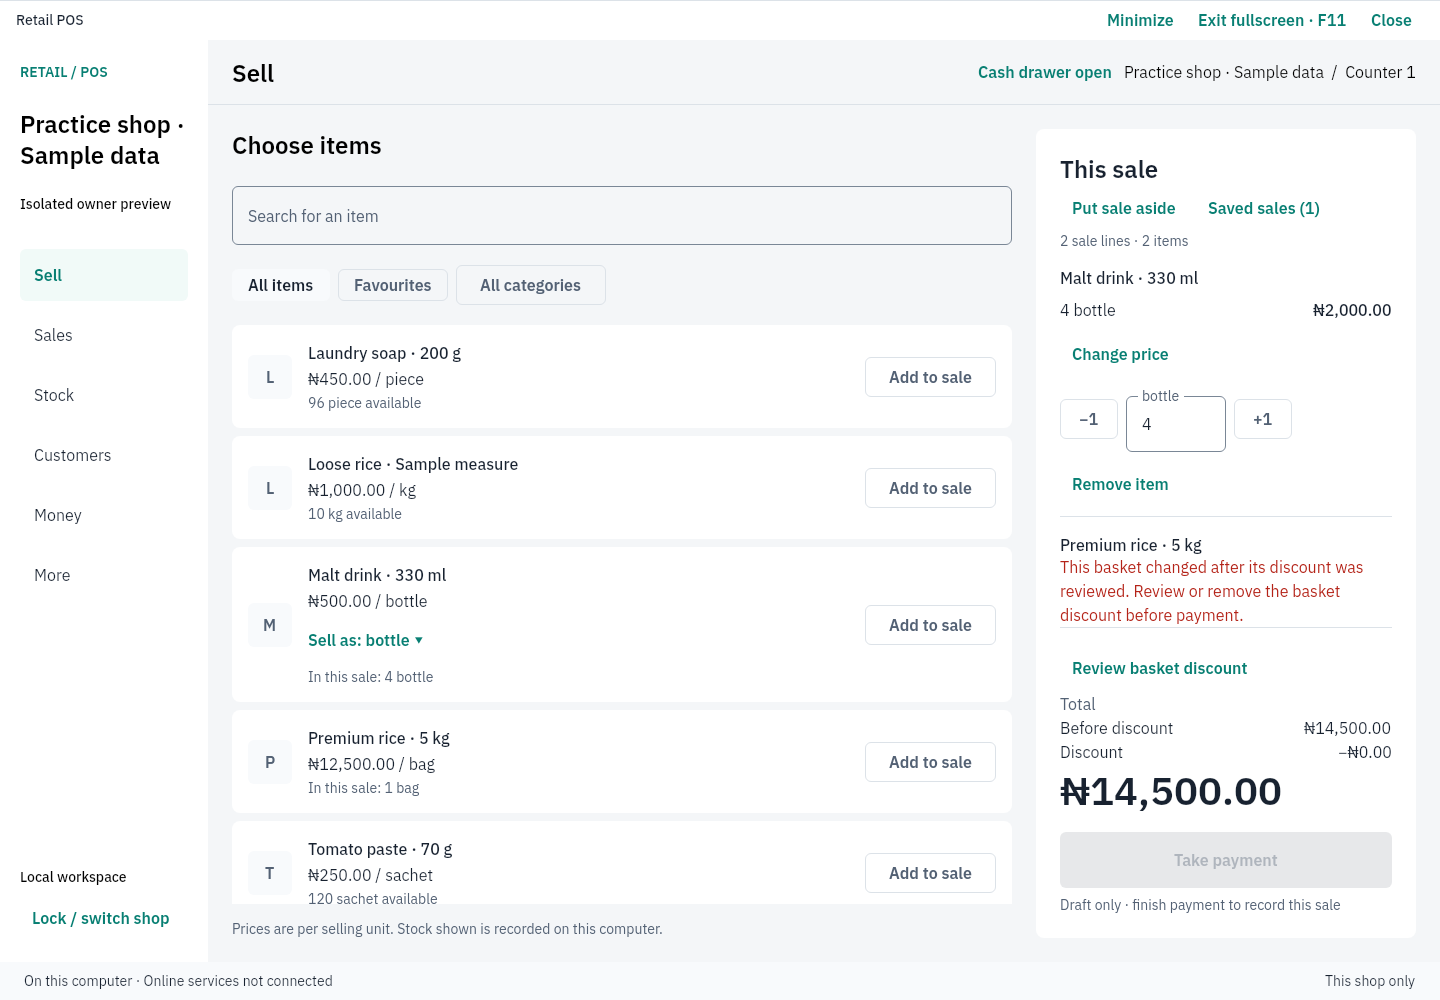 Retail POS
Minimize
Exit fullscreen · F11
Close
RETAIL / POS
Practice shop ·
Sample data
Isolated owner preview
Sell
Sales
Stock
Customers
Money
More
Local workspace
Lock / switch shop
Sell
Cash drawer open
Practice shop · Sample data / Counter 1
Choose items
Search for an item
All items
Favourites
All categories
L
Laundry soap · 200 g
₦450.00 / piece
96 piece available
Add to sale
L
Loose rice · Sample measure
₦1,000.00 / kg
10 kg available
Add to sale
M
Malt drink · 330 ml
₦500.00 / bottle
Sell as: bottle ▾
In this sale: 4 bottle
Add to sale
P
Premium rice · 5 kg
₦12,500.00 / bag
In this sale: 1 bag
Add to sale
T
Tomato paste · 70 g
₦250.00 / sachet
120 sachet available
Add to sale
Prices are per selling unit. Stock shown is recorded on this computer.
This sale
Put sale aside
Saved sales (1)
2 sale lines · 2 items
Malt drink · 330 ml
4 bottle
₦2,000.00
Change price
−1
bottle
4
+1
Remove item
Premium rice · 5 kg
This basket changed after its discount was
reviewed. Review or remove the basket
discount before payment.
Review basket discount
Total
Before discount
₦14,500.00
Discount
−₦0.00
₦14,500.00
Take payment
Draft only · finish payment to record this sale
On this computer · Online services not connected
This shop only